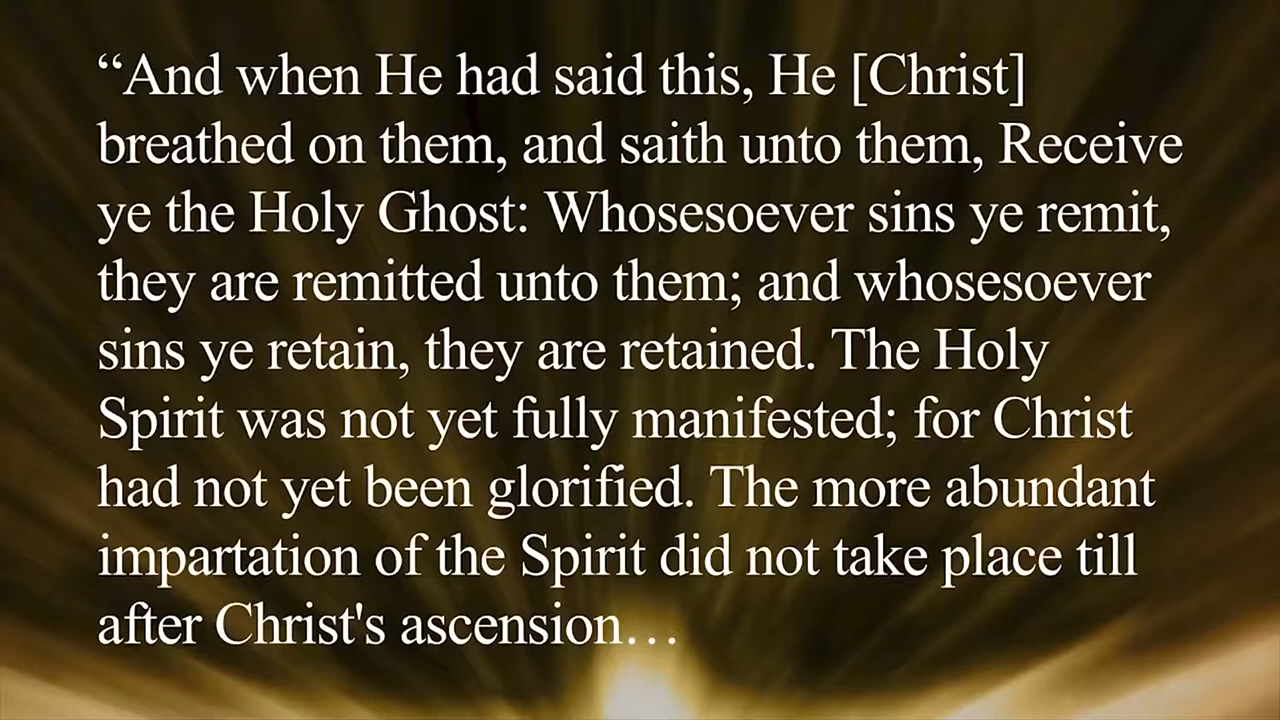 “And when He had said this, He [Christ]
breathed on them, and saith unto them, Receive
ye the Holy Ghost: Whosesoever sins ye remit,
they are remitted unto them; and whosesoever
sins ye retain, they are retained. The Holy
Spirit was not yet fully manifested; for Christ
had not yet been glorified. The more abundant
impartation of the Spirit did not take place till
after Christ's ascension…